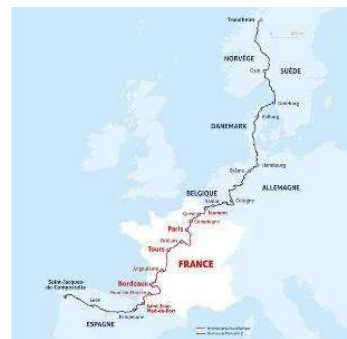 Trondheim
NORVÈGE
Oslo
SUÈDE
Göteborg
DANEMARK
Aalborg
Hambourg
Brême
ALLEMAGNE
BELGIQUE
Namur
Cologne
Jeumont
Compiègne
Paris
Orléans
Tours
FRANCE
Angoulême
Bordeaux
Mont-de-Marsan
Saint-Jacques-
de-Compostelle
Saint-Jean-
Pied-de-Port
León
Pampelune
ESPAGNE